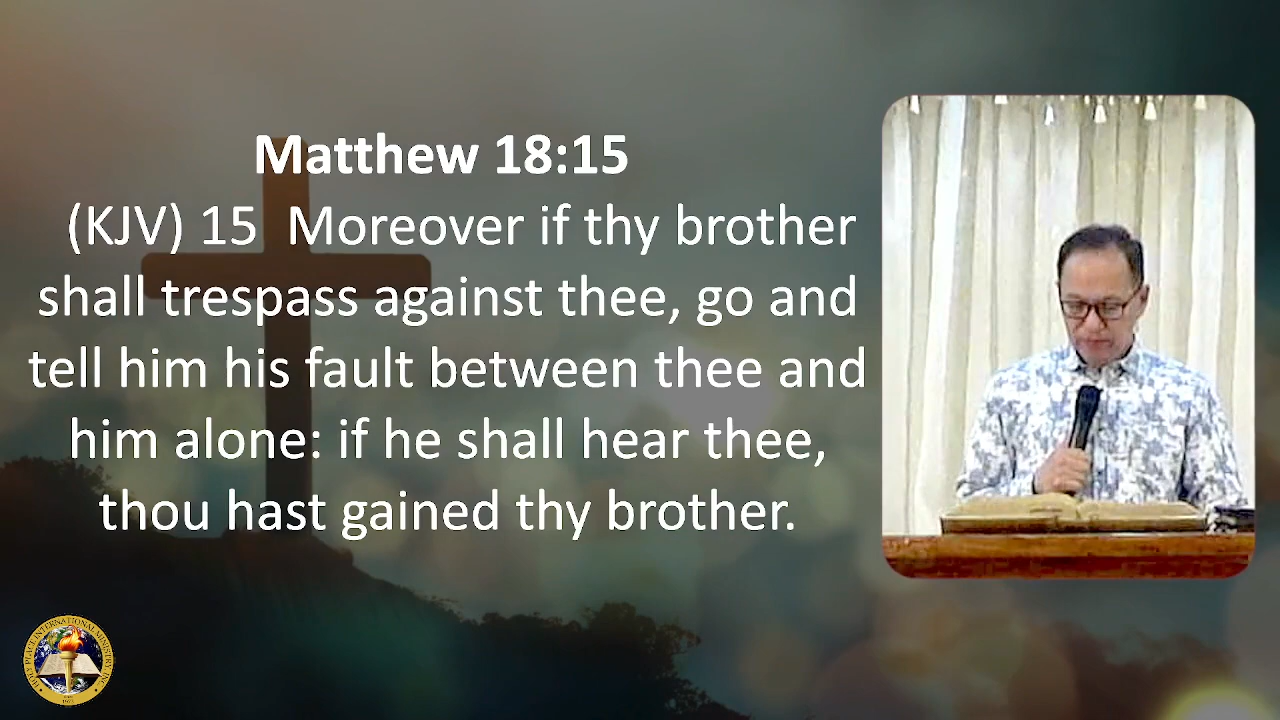 Matthew 18:15
(KJV) 15 Moreover if thy brother
shall trespass against thee, go and
tell him his fault between thee and
him alone: if he shall hear thee,
thou hast gained thy brother.